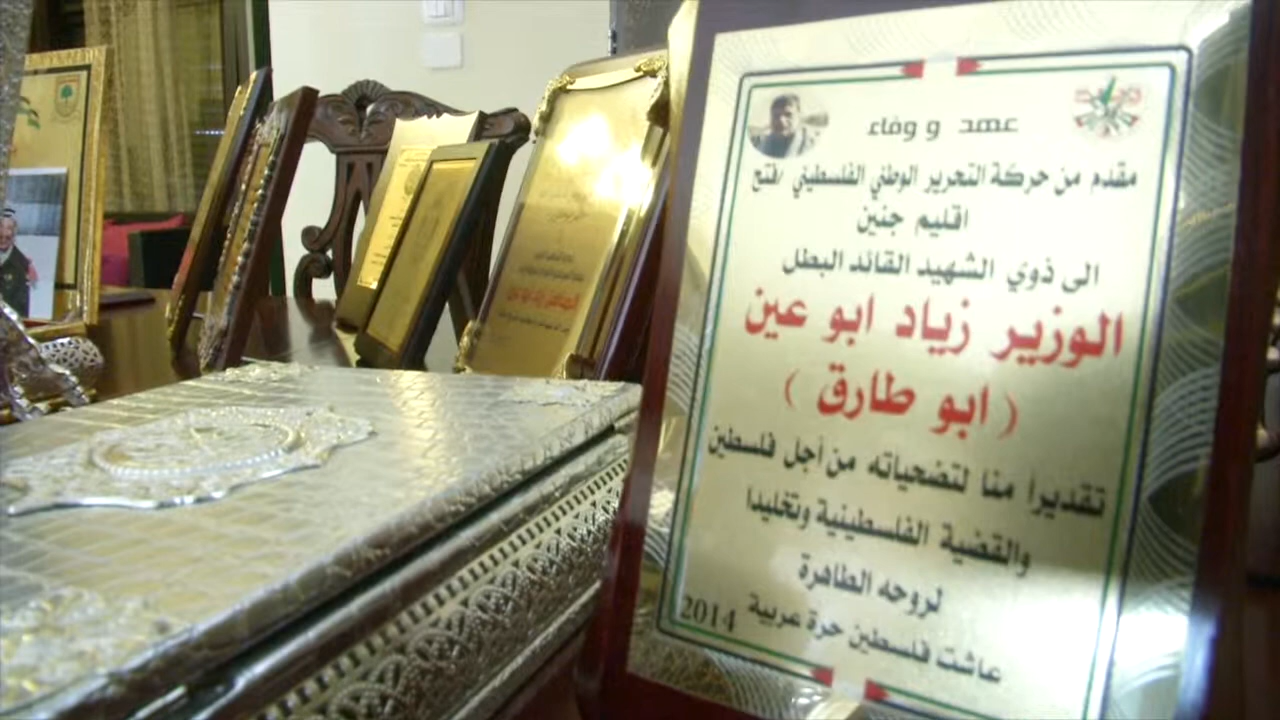 عهد و وفاء
مقدم من حركة التحرير الوطني الفلسطيني /فتح
اقليم جنين
الى ذوي الشهيد القائد البطل
الوزير زياد ابو عين
( ابو طارق )
تقديرا منا لتضحياته من أجل فلسطين
والقضية الفلسطينية وتخليدا
لروحه الطاهرة
عاشت فلسطين حرة عربية
2014